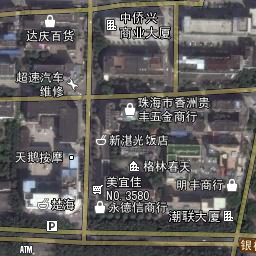 中侨兴
商业大厦
达庆百货
超速汽车
维修
珠海市香洲贵
丰五金商行
新湛光饭店
天鹅按摩
格林春天
美宜佳
NO.3580
明丰商行
楚海
永德信商行
潮联大厦
P
ATM
银